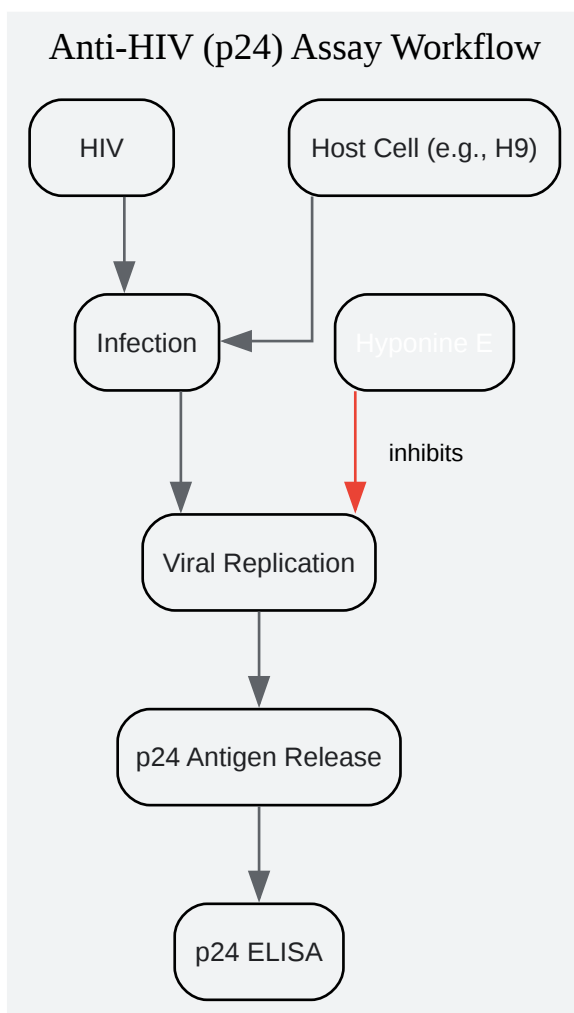 Anti-HIV (p24) Assay Workflow
HIV
Host Cell (e.g., H9)
Infection
Hyponine E
inhibits
Viral Replication
p24 Antigen Release
p24 ELISA